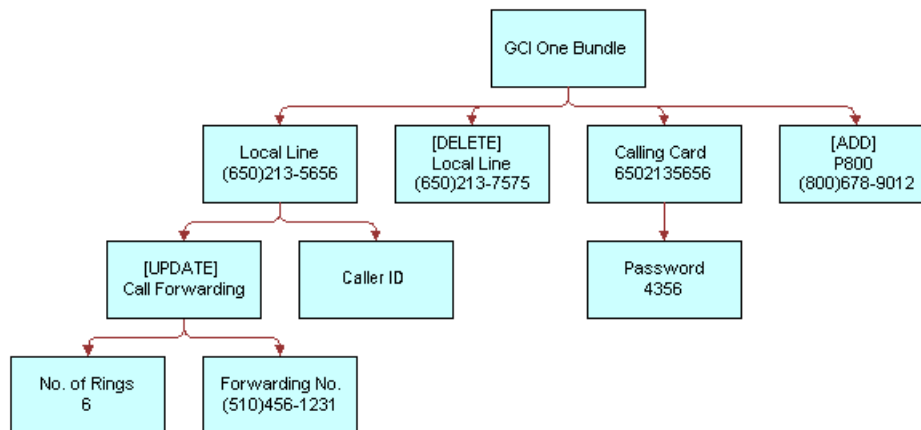 GCI One Bundle
Local Line
(650)213-5656
[DELETE]
Local Line
(650)213-7575
Calling Card
6502135656
[ADD]
P800
(800)678-9012
[UPDATE]
Call Forwarding
Caller ID
Password
4356
No. of Rings
6
Forwarding No.
(510)456-1231